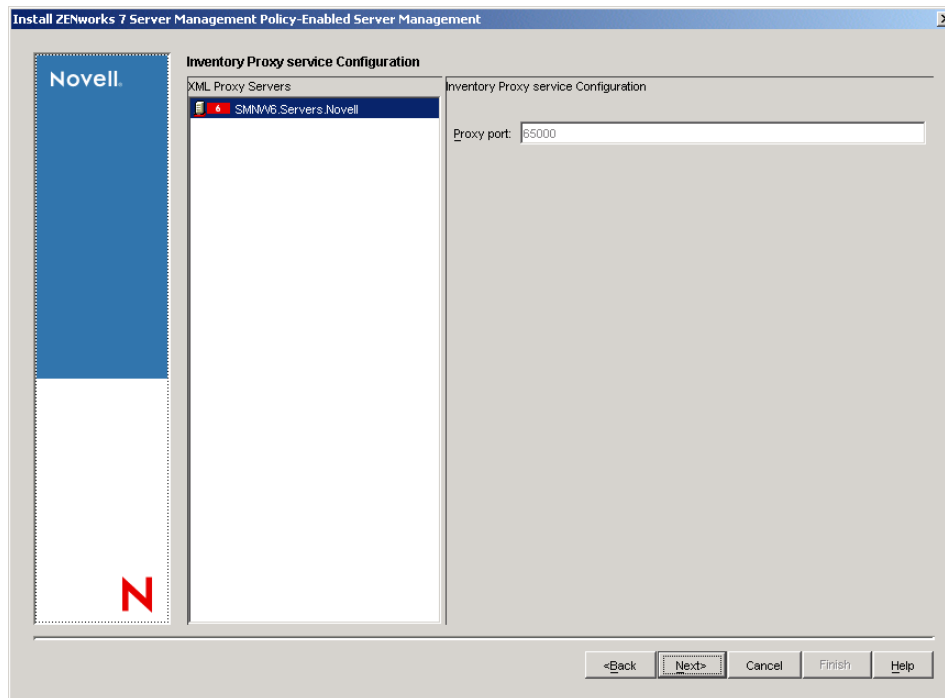 Install ZENworks 7 Server Management Policy-Enabled Server Management
Novell.
Inventory Proxy service Configuration
XML Proxy Servers
6 SMNW6.Servers.Novell
Inventory Proxy service Configuration
Proxy port: 65000
N
<Back Next> Cancel Finish Help